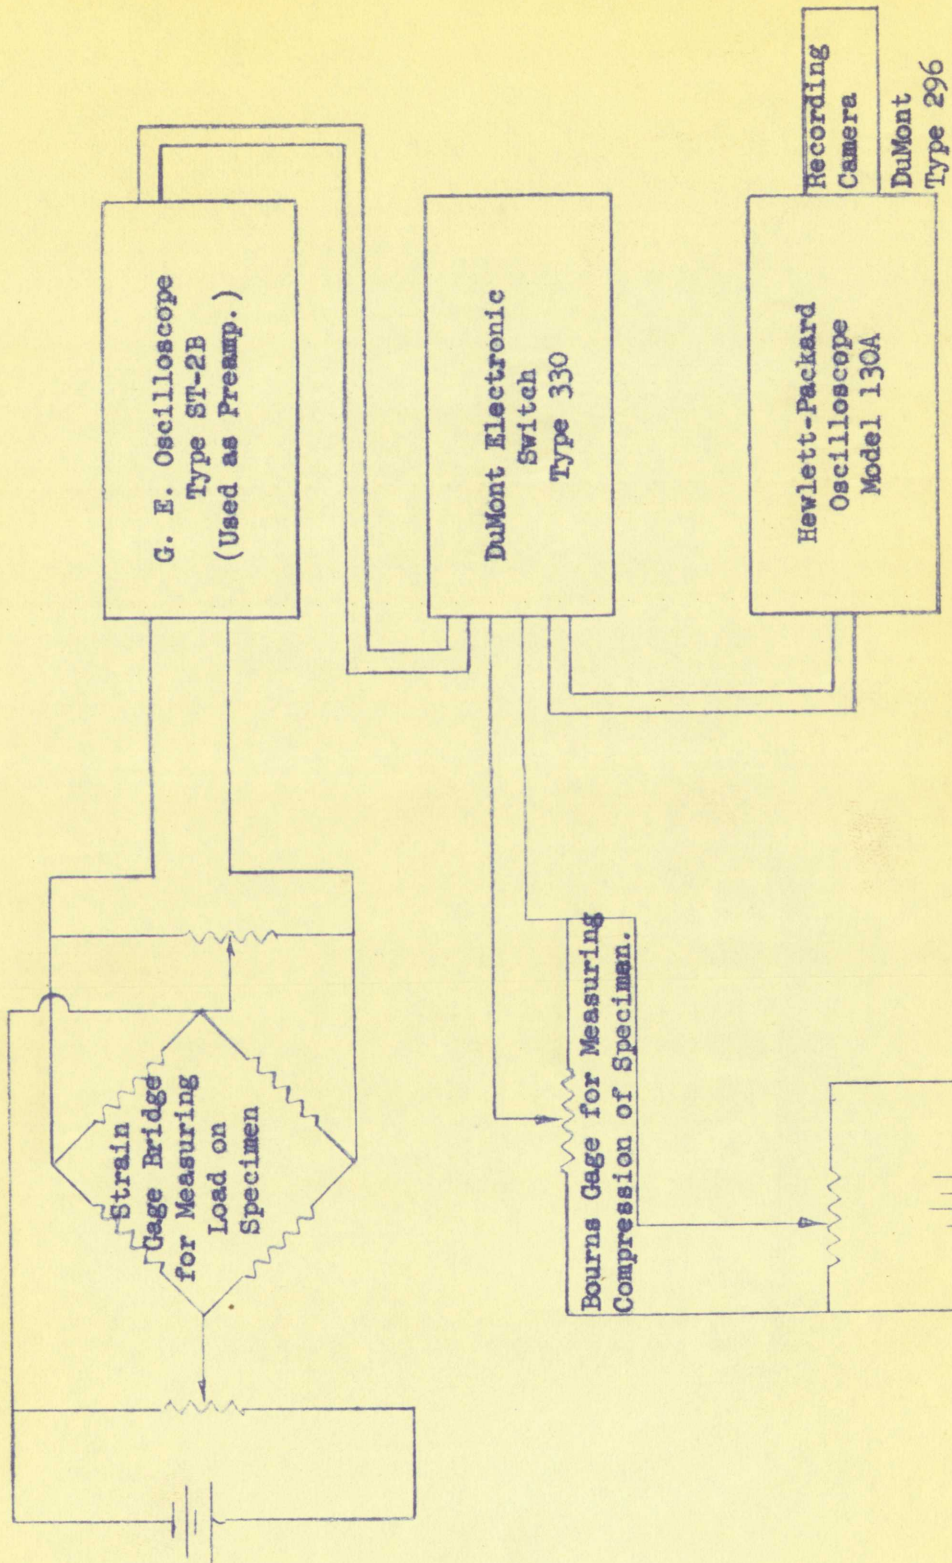 Strain
Gage Bridge
for Measuring
Load on
Specimen
G. E. Oscilloscope
Type ST-2B
(Used as Preamp.)
DuMont Electronic
Switch
Type 330
Bourns Gage for Measuring
Compression of Specimen.
Hewlett-Packard
Oscilloscope
Model 130A
Recording
Camera
DuMont
Type 296